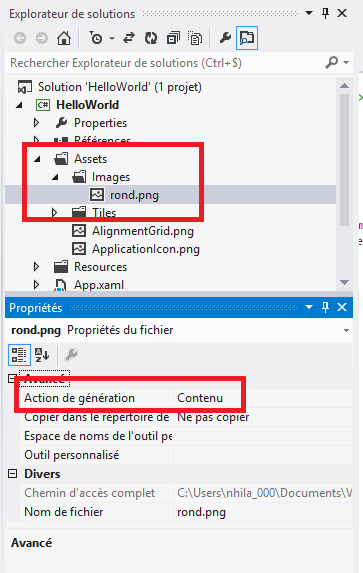 Explorateur de solutions
Rechercher Explorateur de solutions (Ctrl+$)
Solution 'HelloWorld' (1 projet)
C# HelloWorld
Properties
Références
Assets
Images
rond.png
Tiles
AlignmentGrid.png
ApplicationIcon.png
Resources
App.xaml
Propriétés
rond.png Propriétés du fichier
Avancé
Action de génération Contenu
Copier dans le répertoire de Ne pas copier
Espace de noms de l'outil pe
Outil personnalisé
Divers
Chemin d'accès complet C:\Users\nhila_000\Documents\V
Nom de fichier rond.png
Avancé